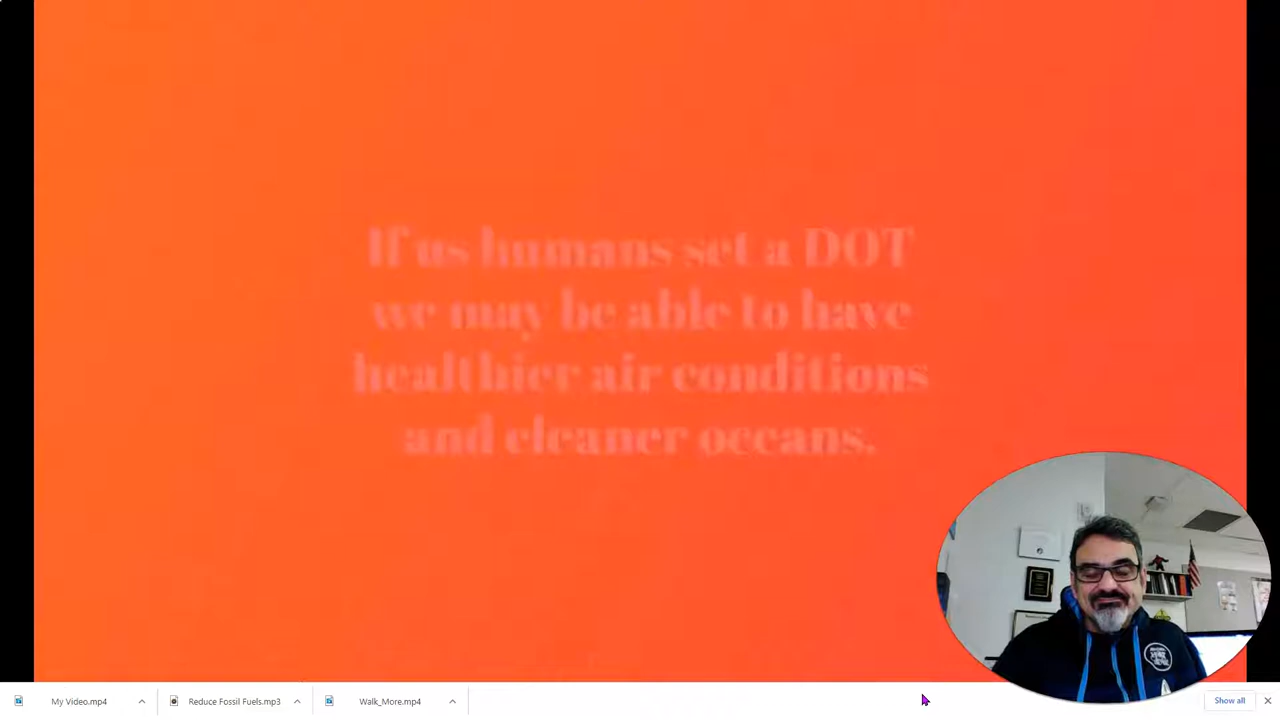 If us humans set a DOT
we may be able to have
healthier air conditions
and cleaner oceans.
My Video.mp4
Reduce Fossil Fuels.mp3
Walk_More.mp4
Show all